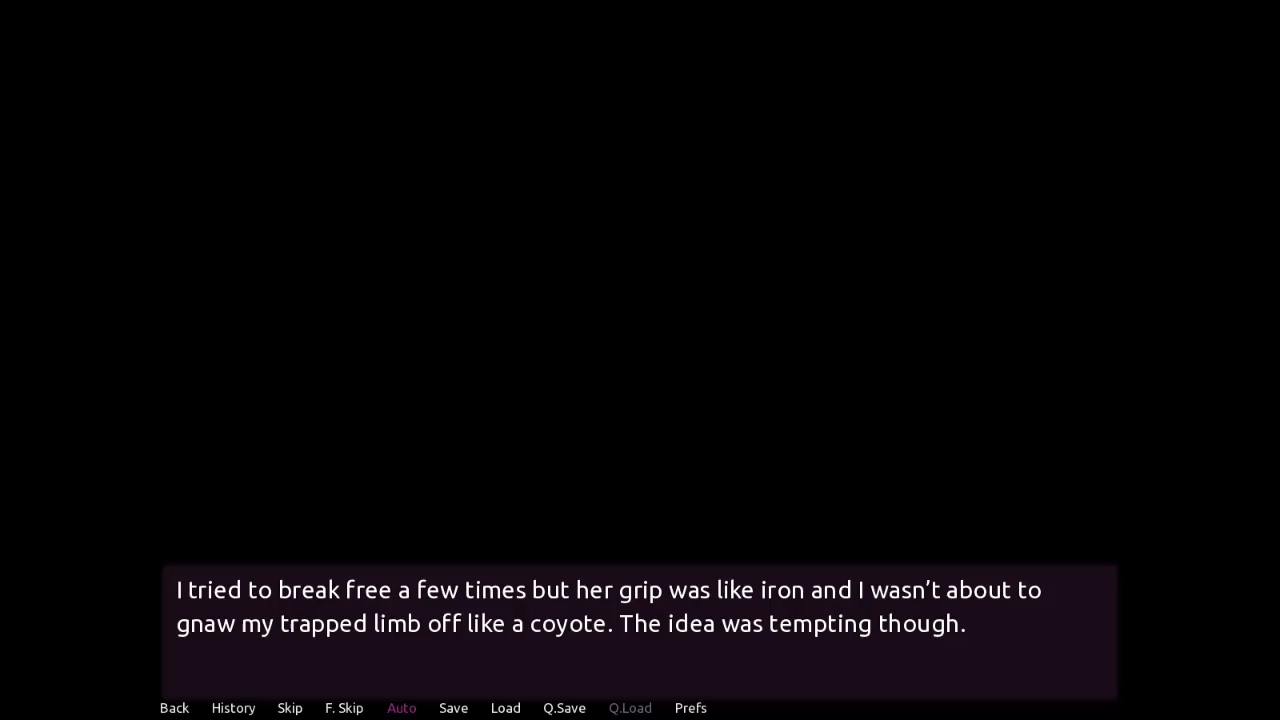 I tried to break free a few times but her grip was like iron and I wasn’t about to
gnaw my trapped limb off like a coyote. The idea was tempting though.
Back History Skip F. Skip Auto Save Load Q.Save Q.Load Prefs